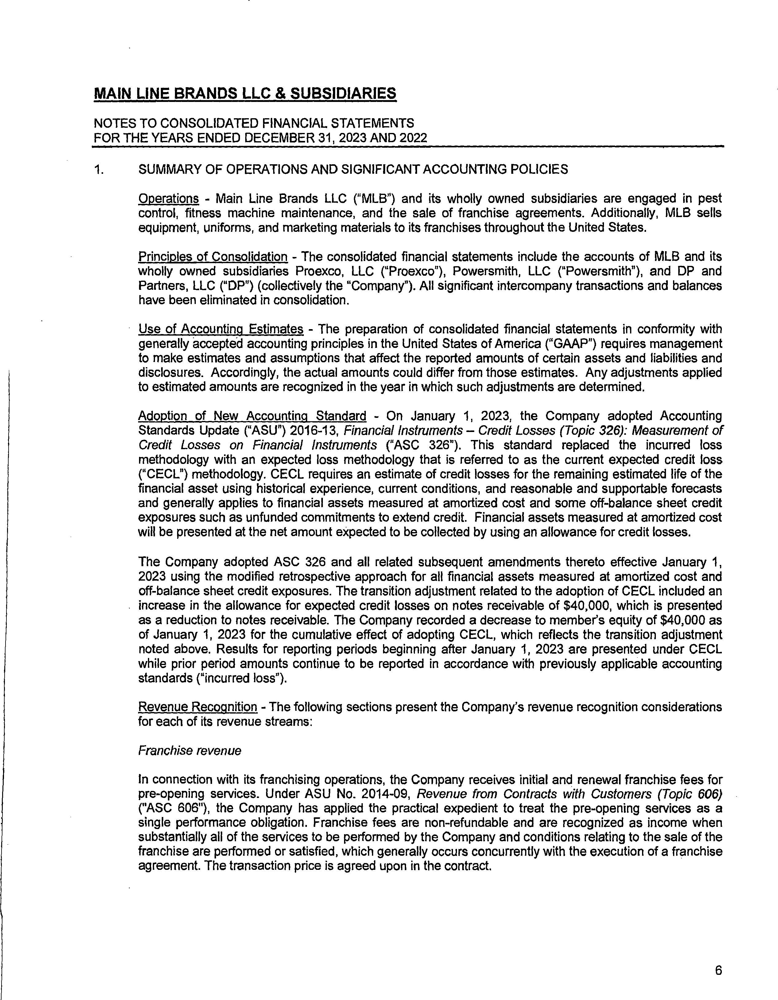 MAIN LINE BRANDS LLC & SUBSIDIARIES
NOTES TO CONSOLIDATED FINANCIAL STATEMENTS
FOR THE YEARS ENDED DECEMBER 31, 2023 AND 2022
1. SUMMARY OF OPERATIONS AND SIGNIFICANT ACCOUNTING POLICIES
Operations - Main Line Brands LLC ("MLB") and its wholly owned subsidiaries are engaged in pest
control, fitness machine maintenance, and the sale of franchise agreements. Additionally, MLB sells
equipment, uniforms, and marketing materials to its franchises throughout the United States.
Principles of Consolidation - The consolidated financial statements include the accounts of MLB and its
wholly owned subsidiaries Proexco, LLC ("Proexco"), Powersmith, LLC ("Powersmith"), and DP and
Partners, LLC ("DP") (collectively the "Company"). All significant intercompany transactions and balances
have been eliminated in consolidation.
Use of Accounting Estimates - The preparation of consolidated financial statements in conformity with
generally accepted accounting principles in the United States of America ("GAAP") requires management
to make estimates and assumptions that affect the reported amounts of certain assets and liabilities and
disclosures. Accordingly, the actual amounts could differ from those estimates. Any adjustments applied
to estimated amounts are recognized in the year in which such adjustments are determined.
Adoption of New Accounting Standard - On January 1, 2023, the Company adopted Accounting
Standards Update ("ASU") 2016-13, Financial Instruments – Credit Losses (Topic 326): Measurement of
Credit Losses on Financial Instruments ("ASC 326"). This standard replaced the incurred loss
methodology with an expected loss methodology that is referred to as the current expected credit loss
("CECL") methodology. CECL requires an estimate of credit losses for the remaining estimated life of the
financial asset using historical experience, current conditions, and reasonable and supportable forecasts
and generally applies to financial assets measured at amortized cost and some off-balance sheet credit
exposures such as unfunded commitments to extend credit. Financial assets measured at amortized cost
will be presented at the net amount expected to be collected by using an allowance for credit losses.
The Company adopted ASC 326 and all related subsequent amendments thereto effective January 1,
2023 using the modified retrospective approach for all financial assets measured at amortized cost and
off-balance sheet credit exposures. The transition adjustment related to the adoption of CECL included an
increase in the allowance for expected credit losses on notes receivable of $40,000, which is presented
as a reduction to notes receivable. The Company recorded a decrease to member's equity of $40,000 as
of January 1, 2023 for the cumulative effect of adopting CECL, which reflects the transition adjustment
noted above. Results for reporting periods beginning after January 1, 2023 are presented under CECL
while prior period amounts continue to be reported in accordance with previously applicable accounting
standards ("incurred loss").
Revenue Recognition - The following sections present the Company's revenue recognition considerations
for each of its revenue streams:
Franchise revenue
In connection with its franchising operations, the Company receives initial and renewal franchise fees for
pre-opening services. Under ASU No. 2014-09, Revenue from Contracts with Customers (Topic 606)
("ASC 606"), the Company has applied the practical expedient to treat the pre-opening services as a
single performance obligation. Franchise fees are non-refundable and are recognized as income when
substantially all of the services to be performed by the Company and conditions relating to the sale of the
franchise are performed or satisfied, which generally occurs concurrently with the execution of a franchise
agreement. The transaction price is agreed upon in the contract.
6